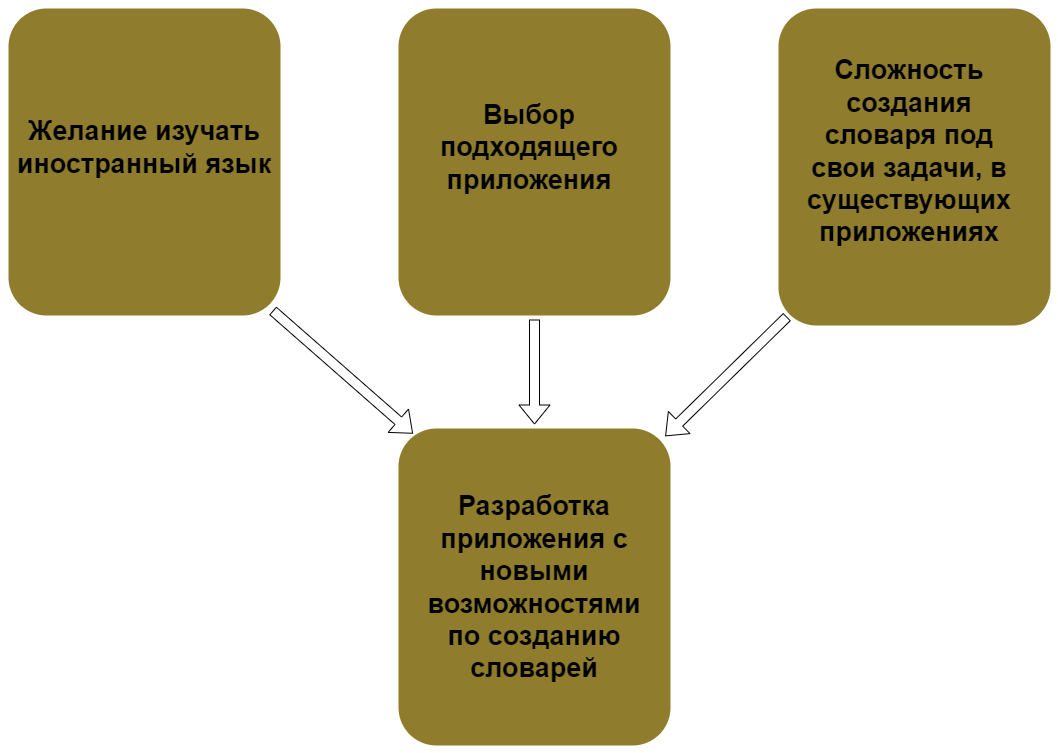 Желание изучать
иностранный язык
Выбор
подходящего
приложения
Сложность
создания
словаря под
свои задачи, в
существующих
приложениях
Разработка
приложения с
новыми
возможностями
по созданию
словарей